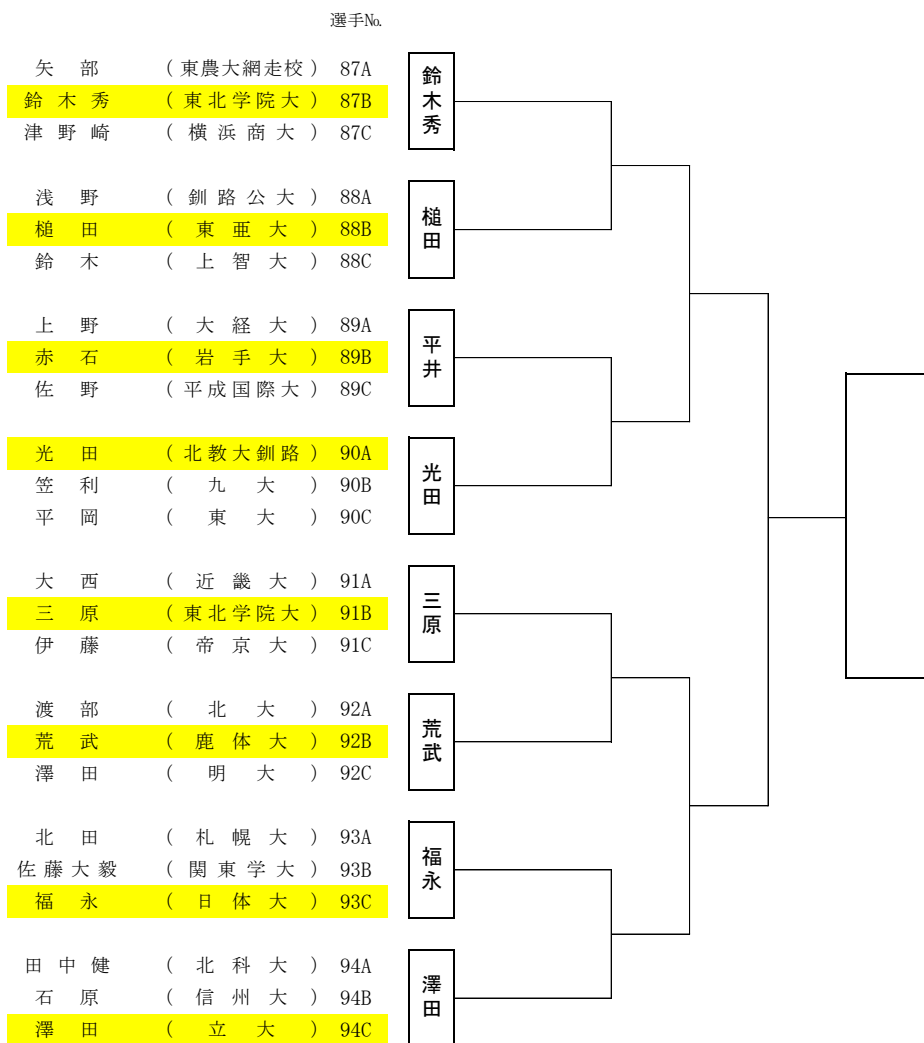 選手№
矢部 (東農大網走校) 87A
鈴木秀 (東北学院大) 87B
津野崎 (横浜商大) 87C
鈴木秀
浅野 (釧路公大) 88A
槌田 (東亜大) 88B
鈴木 (上智大) 88C
槌田
上野 (大経大) 89A
赤石 (岩手大) 89B
佐野 (平成国際大) 89C
平井
光田 (北教大釧路) 90A
笠利 (九大) 90B
平岡 (東大) 90C
光田
大西 (近畿大) 91A
三原 (東北学院大) 91B
伊藤 (帝京大) 91C
三原
渡部 (北大) 92A
荒武 (鹿体大) 92B
澤田 (明大) 92C
荒武
北田 (札幌大) 93A
佐藤大毅 (関東学大) 93B
福永 (日体大) 93C
福永
田中健 (北科大) 94A
石原 (信州大) 94B
澤田 (立大) 94C
澤田